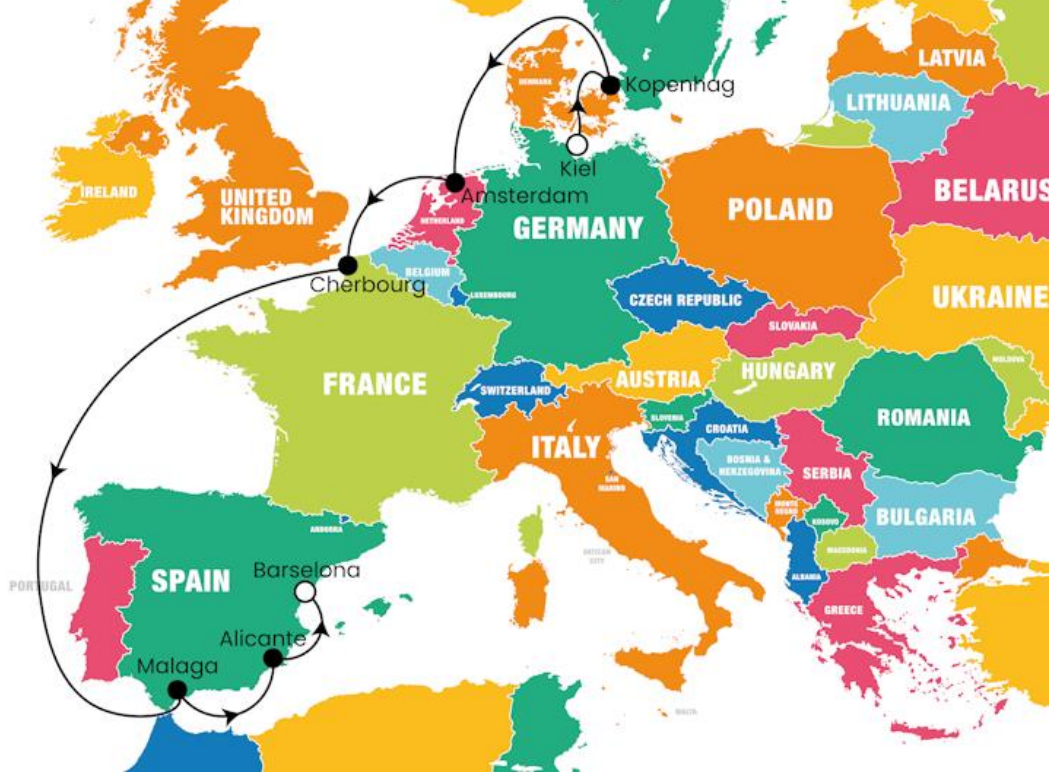 LATVIA
DENMARK
Kopenhag
LITHUANIA
Kiel
IRELAND
UNITED
KINGDOM
Amsterdam
BELARUS
NETHERLAND
GERMANY
POLAND
BELGIUM
Cherbourg
LUXEMBOURG
CZECH REPUBLIC
UKRAINE
SLOVAKIA
FRANCE
SWITZERLAND
AUSTRIA
HUNGARY
MOLDOVA
SLOVENIA
CROATIA
ROMANIA
ITALY
BOSNIA &
HERZEGOVINA
SERBIA
SAN
MARINO
MONTE
NEGRO
KOSOVO
BULGARIA
ANDORRA
VATICAN
CITY
MACEDONIA
PORTUGAL
SPAIN
Barselona
ALBANIA
GREECE
Alicante
Malaga
MALTA